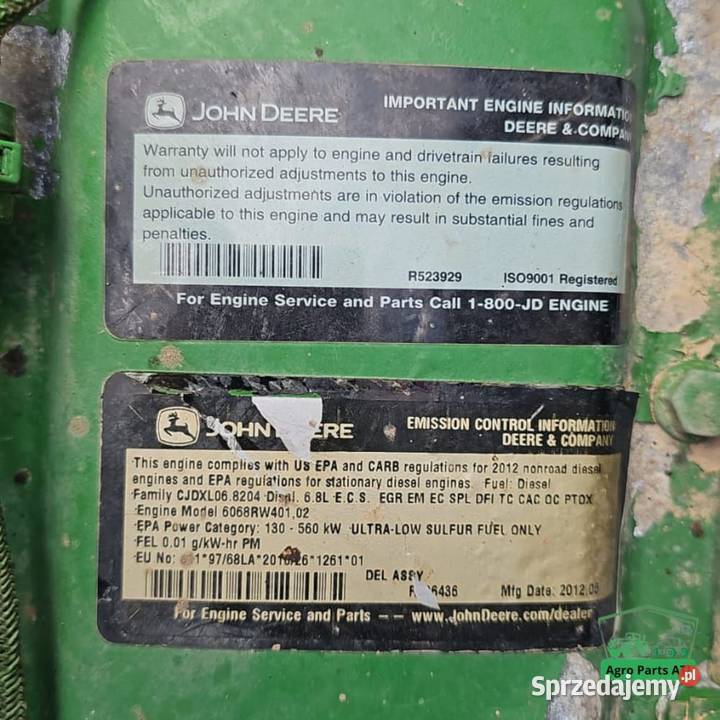 JOHN DEERE
IMPORTANT ENGINE INFORMATIO
DEERE & COMPAN
Warranty will not apply to engine and drivetrain failures resulting
from unauthorized adjustments to this engine.
Unauthorized adjustments are in violation of the emission regulations
applicable to this engine and may result in substantial fines and
penalties.
R523929 ISO9001 Registered
For Engine Service and Parts Call 1-800-JD ENGINE
JOHN DEERE
EMISSION CONTROL INFORMATION
DEERE & COMPANY
This engine complies with US EPA and CARB regulations for 2012 nonroad diesel
engines and EPA regulations for stationary diesel engines. Fuel: Diesel
Family CJDXL06.8204 Displ. 6.8L E.C.S. EGR EM EC SPL DFI TC CAC OC PTOX
Engine Model 6068RW401,02
EPA Power Category: 130 - 560 kW ULTRA-LOW SULFUR FUEL ONLY
FEL 0.01 g/kW-hr PM
EU No
DEL ASSY
6436 Mfg Date: 2012
For Engine Service and Parts -- www.JohnDeere.com/dealer
Agro Parts
Sprzedajemy.pl